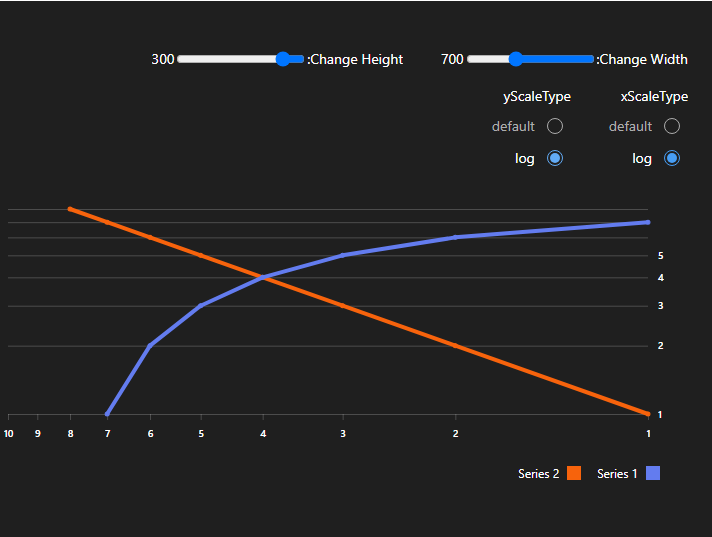 300 :Change Height 700 :Change Width
yScaleType xScaleType
default default
log log
5
4
3
2
1
10 9 8 7 6 5 4 3 2 1
Series 2 Series 1